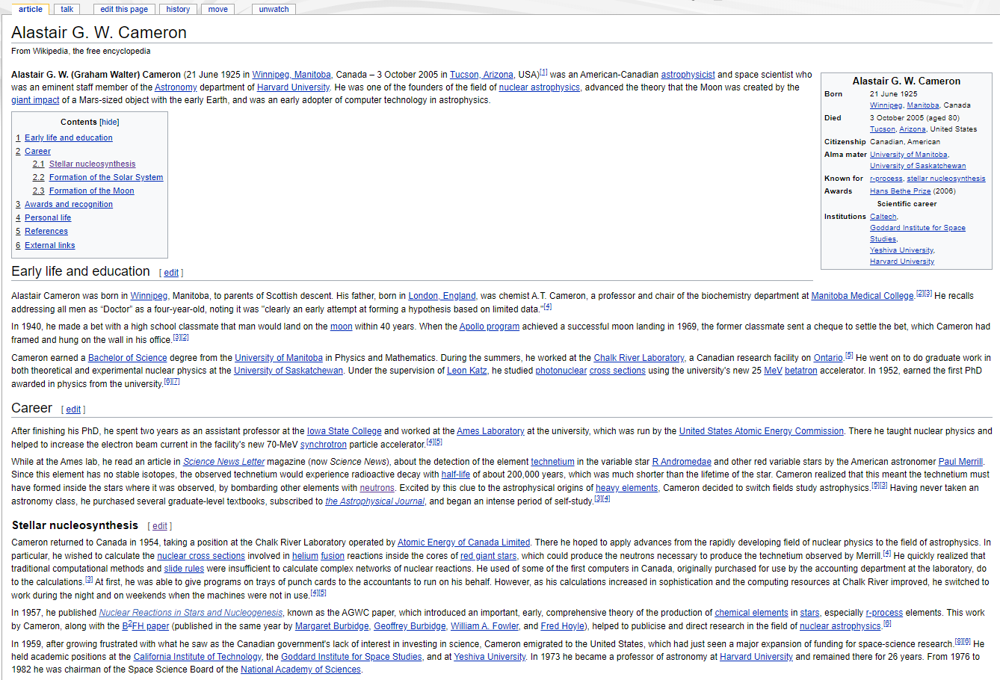 article talk edit this page history move unwatch
Alastair G. W. Cameron
From Wikipedia, the free encyclopedia
Alastair G. W. (Graham Walter) Cameron (21 June 1925 in Winnipeg, Manitoba, Canada – 3 October 2005 in Tucson, Arizona, USA)[1] was an American-Canadian astrophysicist and space scientist who
was an eminent staff member of the Astronomy department of Harvard University. He was one of the founders of the field of nuclear astrophysics, advanced the theory that the Moon was created by the
giant impact of a Mars-sized object with the early Earth, and was an early adopter of computer technology in astrophysics.
Alastair G. W. Cameron
Born 21 June 1925
Winnipeg, Manitoba, Canada
Died 3 October 2005 (aged 80)
Tucson, Arizona, United States
Citizenship Canadian, American
Alma mater University of Manitoba,
University of Saskatchewan
Known for r-process, stellar nucleosynthesis
Awards Hans Bethe Prize (2006)
Scientific career
Institutions Caltech,
Goddard Institute for Space
Studies,
Yeshiva University,
Harvard University
Contents [hide]
1 Early life and education
2 Career
2.1 Stellar nucleosynthesis
2.2 Formation of the Solar System
2.3 Formation of the Moon
3 Awards and recognition
4 Personal life
5 References
6 External links
Early life and education [ edit ]
Alastair Cameron was born in Winnipeg, Manitoba, to parents of Scottish descent. His father, born in London, England, was chemist A.T. Cameron, a professor and chair of the biochemistry department at Manitoba Medical College.[2][3] He recalls
addressing all men as “Doctor” as a four-year-old, noting it was "clearly an early attempt at forming a hypothesis based on limited data."[4]
In 1940, he made a bet with a high school classmate that man would land on the moon within 40 years. When the Apollo program achieved a successful moon landing in 1969, the former classmate sent a cheque to settle the bet, which Cameron had
framed and hung on the wall in his office.[3][2]
Cameron earned a Bachelor of Science degree from the University of Manitoba in Physics and Mathematics. During the summers, he worked at the Chalk River Laboratory, a Canadian research facility on Ontario.[5] He went on to do graduate work in
both theoretical and experimental nuclear physics at the University of Saskatchewan. Under the supervision of Leon Katz, he studied photonuclear cross sections using the university's new 25 MeV betatron accelerator. In 1952, earned the first PhD
awarded in physics from the university.[6][7]
Career [ edit ]
After finishing his PhD, he spent two years as an assistant professor at the Iowa State College and worked at the Ames Laboratory at the university, which was run by the United States Atomic Energy Commission. There he taught nuclear physics and
helped to increase the electron beam current in the facility's new 70-MeV synchrotron particle accelerator.[4][5]
While at the Ames lab, he read an article in Science News Letter magazine (now Science News), about the detection of the element technetium in the variable star R Andromedae and other red variable stars by the American astronomer Paul Merrill.
Since this element has no stable isotopes, the observed technetium would experience radioactive decay with half-life of about 200,000 years, which was much shorter than the lifetime of the star. Cameron realized that this meant the technetium must
have formed inside the stars where it was observed, by bombarding other elements with neutrons. Excited by this clue to the astrophysical origins of heavy elements, Cameron decided to switch fields study astrophysics.[5][3] Having never taken an
astronomy class, he purchased several graduate-level textbooks, subscribed to the Astrophysical Journal, and began an intense period of self-study.[3][4]
Stellar nucleosynthesis [ edit ]
Cameron returned to Canada in 1954, taking a position at the Chalk River Laboratory operated by Atomic Energy of Canada Limited. There he hoped to apply advances from the rapidly developing field of nuclear physics to the field of astrophysics. In
particular, he wished to calculate the nuclear cross sections involved in helium fusion reactions inside the cores of red giant stars, which could produce the neutrons necessary to produce the technetium observed by Merrill.[4] He quickly realized that
traditional computational methods and slide rules were insufficient to calculate complex networks of nuclear reactions. He used of some of the first computers in Canada, originally purchased for use by the accounting department at the laboratory, do
to the calculations.[3] At first, he was able to give programs on trays of punch cards to the accountants to run on his behalf. However, as his calculations increased in sophistication and the computing resources at Chalk River improved, he switched to
work during the night and on weekends when the machines were not in use.[4][5]
In 1957, he published Nuclear Reactions in Stars and Nucleogenesis, known as the AGWC paper, which introduced an important, early, comprehensive theory of the production of chemical elements in stars, especially r-process elements. This work
by Cameron, along with the B2FH paper (published in the same year by Margaret Burbidge, Geoffrey Burbidge, William A. Fowler, and Fred Hoyle), helped to publicise and direct research in the field of nuclear astrophysics.[6]
In 1959, after growing frustrated with what he saw as the Canadian government's lack of interest in investing in science, Cameron emigrated to the United States, which had just seen a major expansion of funding for space-science research.[8][9] He
held academic positions at the California Institute of Technology, the Goddard Institute for Space Studies, and at Yeshiva University. In 1973 he became a professor of astronomy at Harvard University and remained there for 26 years. From 1976 to
1982 he was chairman of the Space Science Board of the National Academy of Sciences.